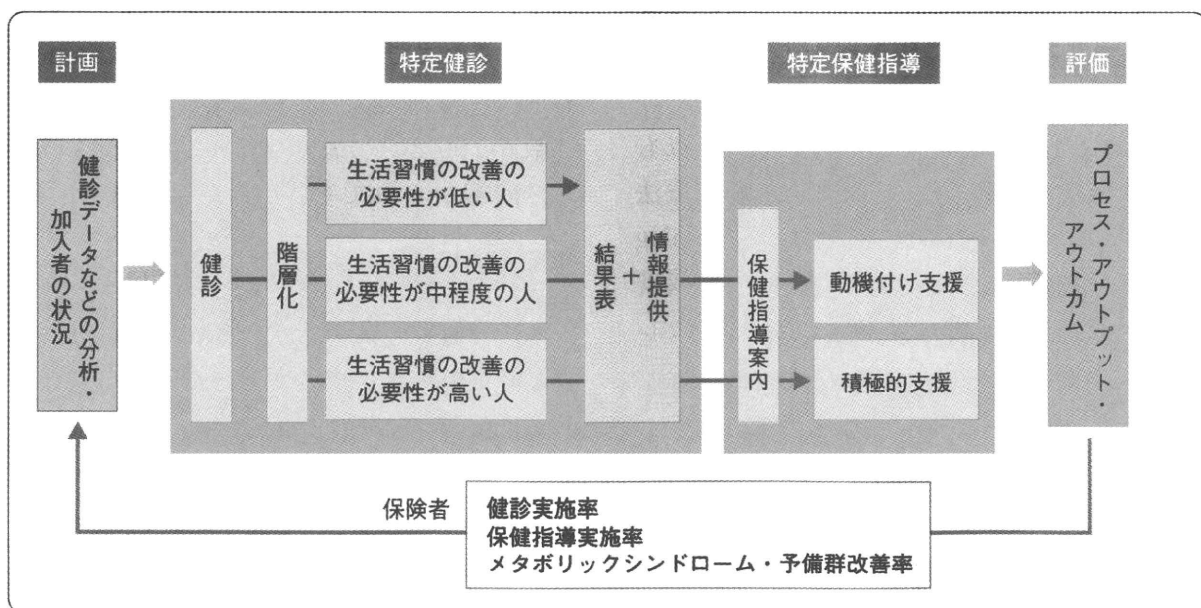 計画
特定健診
特定保健指導
評価
健診データなどの分析・
加入者の状況
健診
階層化
生活習慣の改善の
必要性が低い人
生活習慣の改善の
必要性が中程度の人
生活習慣の改善の
必要性が高い人
結果表
+
情報提供
保健指導案内
動機付け支援
積極的支援
プロセス・アウトプット・
アウトカム
保険者
健診実施率
保健指導実施率
メタボリックシンドローム・予備群改善率